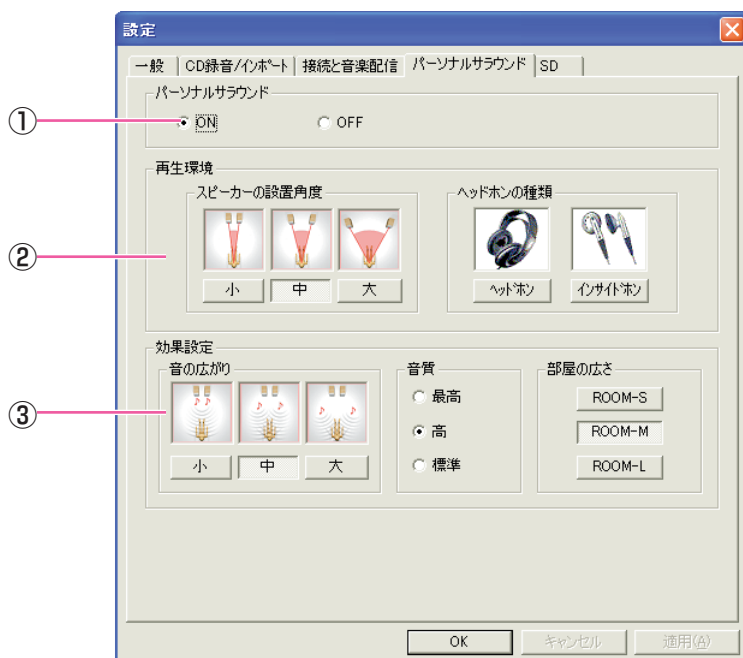 設定
一般 CD録音/インポート 接続と音楽配信 パーソナルサラウンド SD
パーソナルサラウンド
① ON OFF
再生環境
スピーカーの設置角度 ヘッドホンの種類
②
小 中 大 ヘッドホン インサイドホン
効果設定
音の広がり 音質 部屋の広さ
最高 ROOM-S
③ 高 ROOM-M
小 中 大 標準 ROOM-L
OK キャンセル 適用(A)